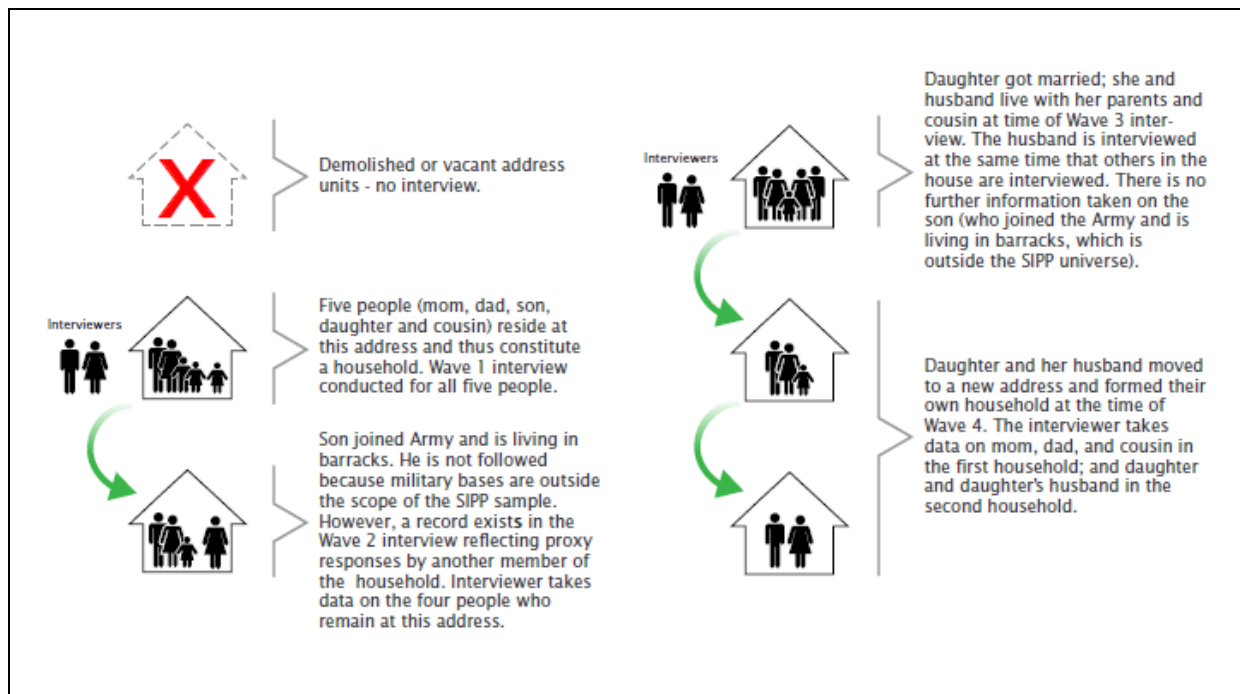 Demolished or vacant address
units - no interview.
Interviewers
Five people (mom, dad, son,
daughter and cousin) reside at
this address and thus constitute
a household. Wave 1 interview
conducted for all five people.
Son joined Army and is living in
barracks. He is not followed
because military bases are outside
the scope of the SIPP sample.
However, a record exists in the
Wave 2 interview reflecting proxy
responses by another member of
the household. Interviewer takes
data on the four people who
remain at this address.
Interviewers
Daughter got married; she and
husband live with her parents and
cousin at time of Wave 3 inter-
view. The husband is interviewed
at the same time that others in the
house are interviewed. There is no
further information taken on the
son (who joined the Army and is
living in barracks, which is
outside the SIPP universe).
Daughter and her husband moved
to a new address and formed their
own household at the time of
Wave 4. The interviewer takes
data on mom, dad, and cousin in
the first household; and daughter
and daughter's husband in the
second household.